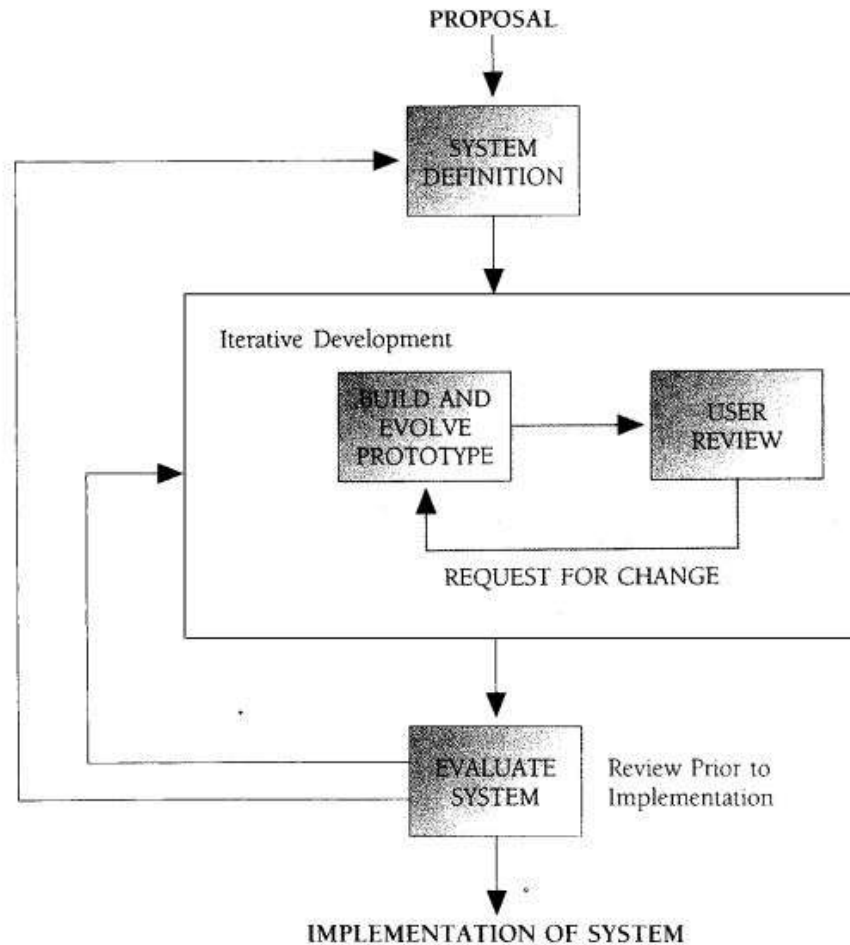 PROPOSAL
SYSTEM
DEFINITION
Iterative Development
BUILD AND
EVOLVE
PROTOTYPE
USER
REVIEW
REQUEST FOR CHANGE
EVALUATE
SYSTEM
Review Prior to
Implementation
IMPLEMENTATION OF SYSTEM